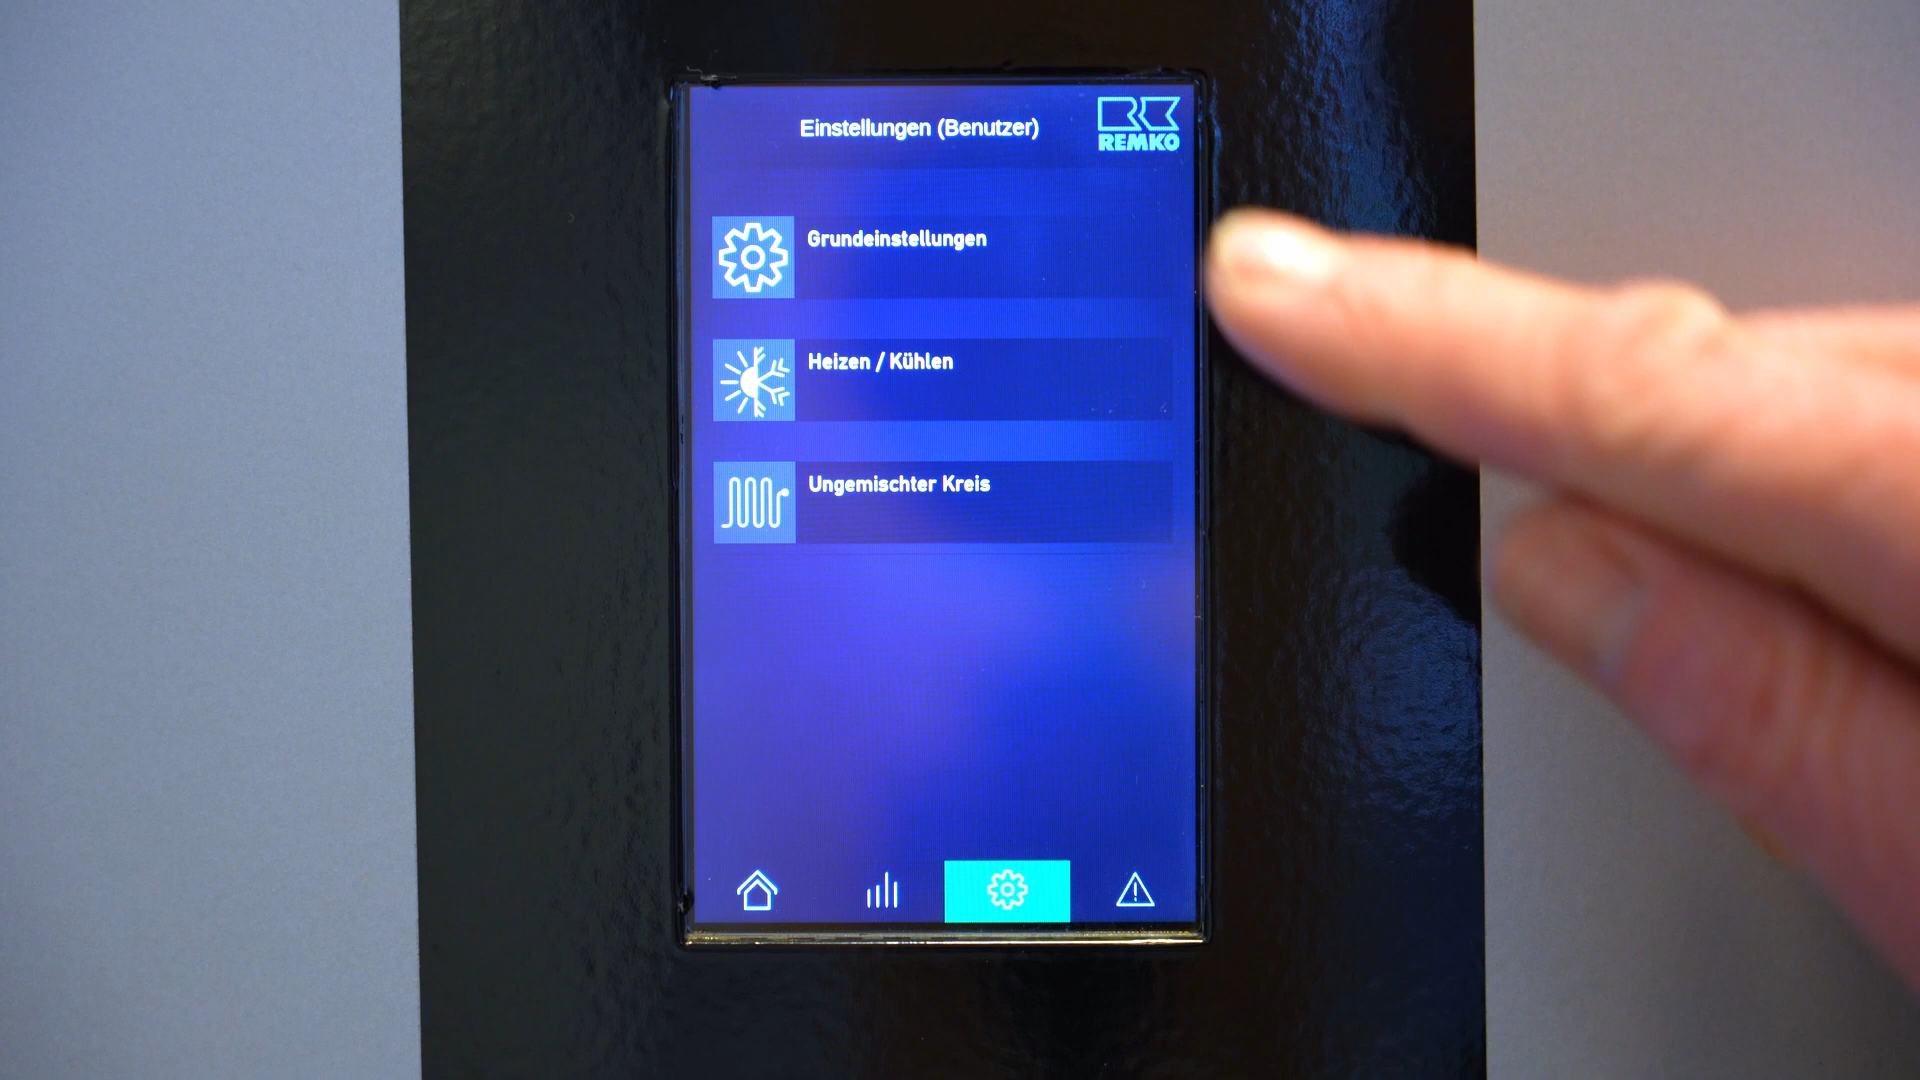 Einstellungen (Benutzer)
REMKO
Grundeinstellungen
Heizen / Kühlen
Ungemischter Kreis